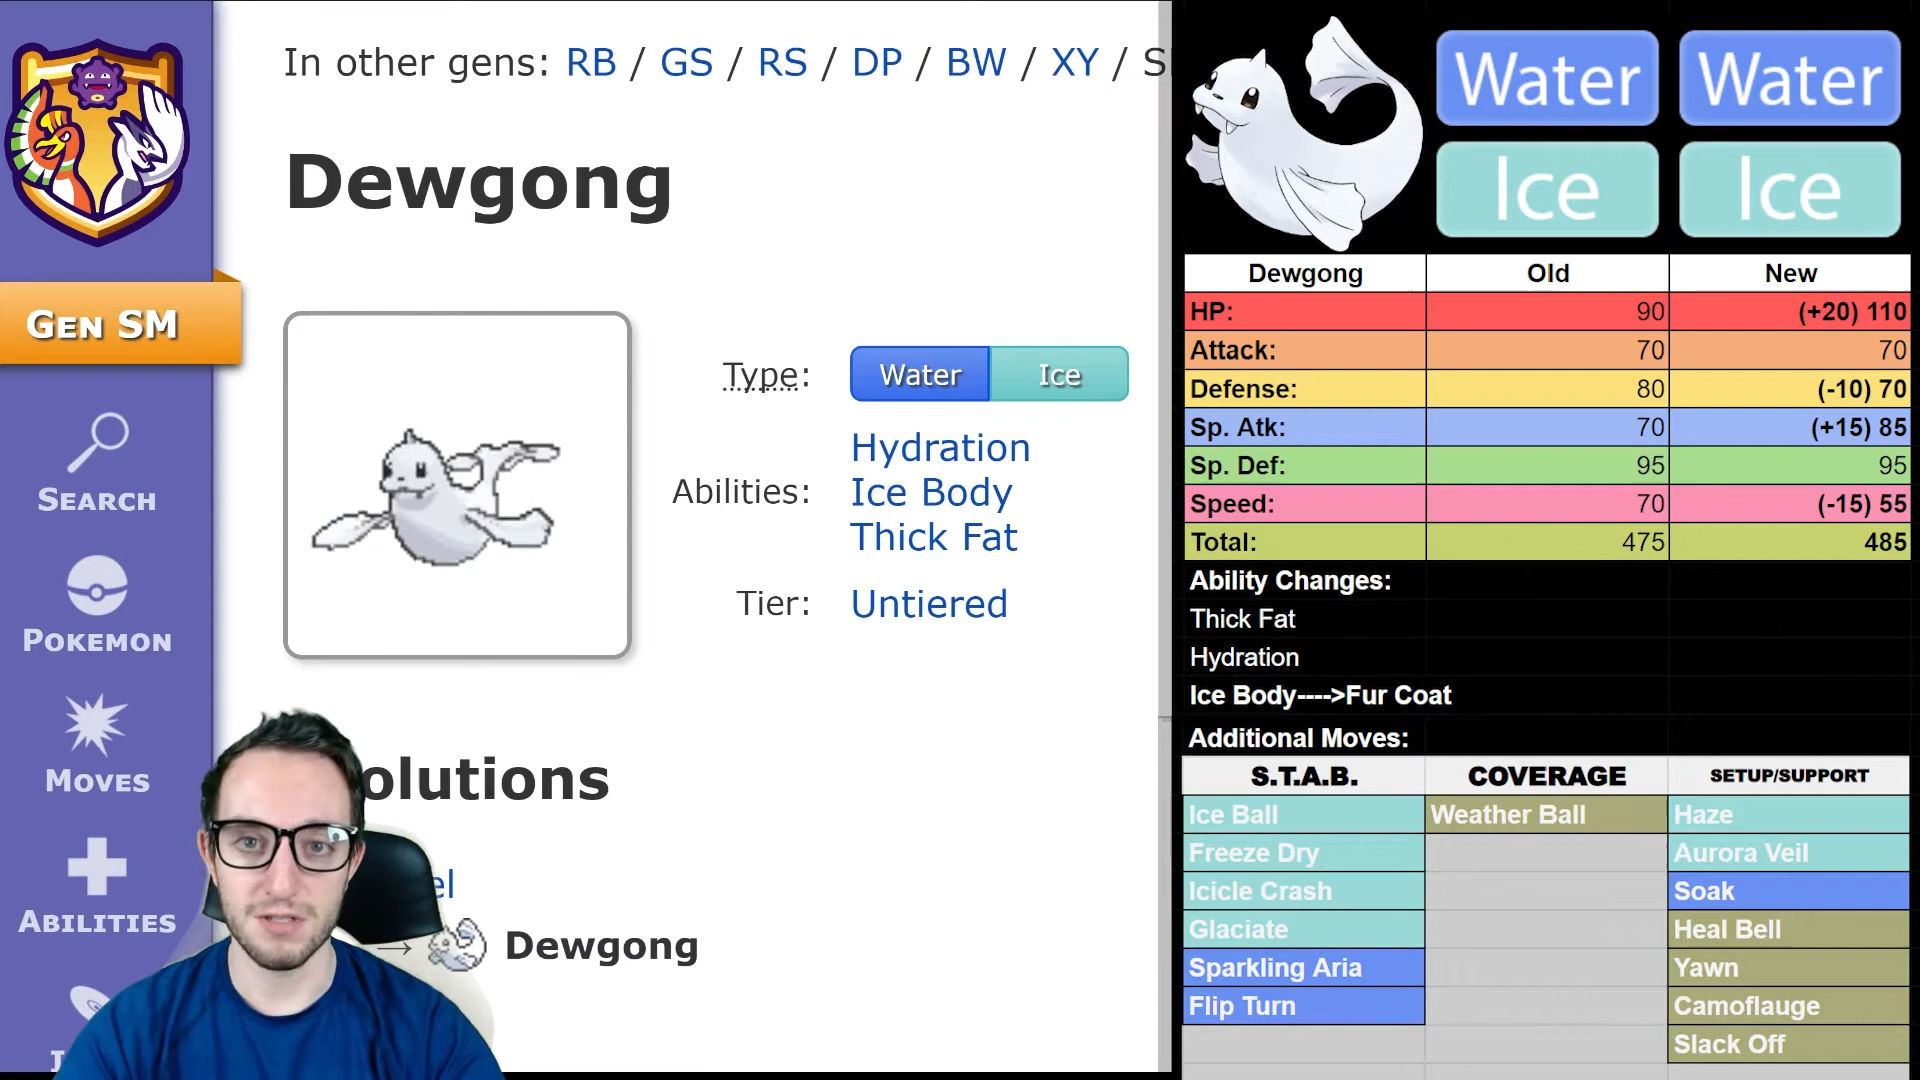 In other gens: RB / GS / RS / DP / BW / XY / S
Dewgong
GEN SM
SEARCH
POKEMON
MOVES
ABILITIES
Type:
Water Ice
Abilities:
Hydration
Ice Body
Thick Fat
Tier: Untiered
olutions
el
→ Dewgong
Water Water
Ice Ice
Dewgong Old New
HP: 90 (+20) 110
Attack: 70 70
Defense: 80 (-10) 70
Sp. Atk: 70 (+15) 85
Sp. Def: 95 95
Speed: 70 (-15) 55
Total: 475 485
Ability Changes:
Thick Fat
Hydration
Ice Body---->Fur Coat
Additional Moves:
S.T.A.B. COVERAGE SETUP/SUPPORT
Ice Ball Weather Ball Haze
Freeze Dry Aurora Veil
Icicle Crash Soak
Glaciate Heal Bell
Sparkling Aria Yawn
Flip Turn Camoflauge
Slack Off